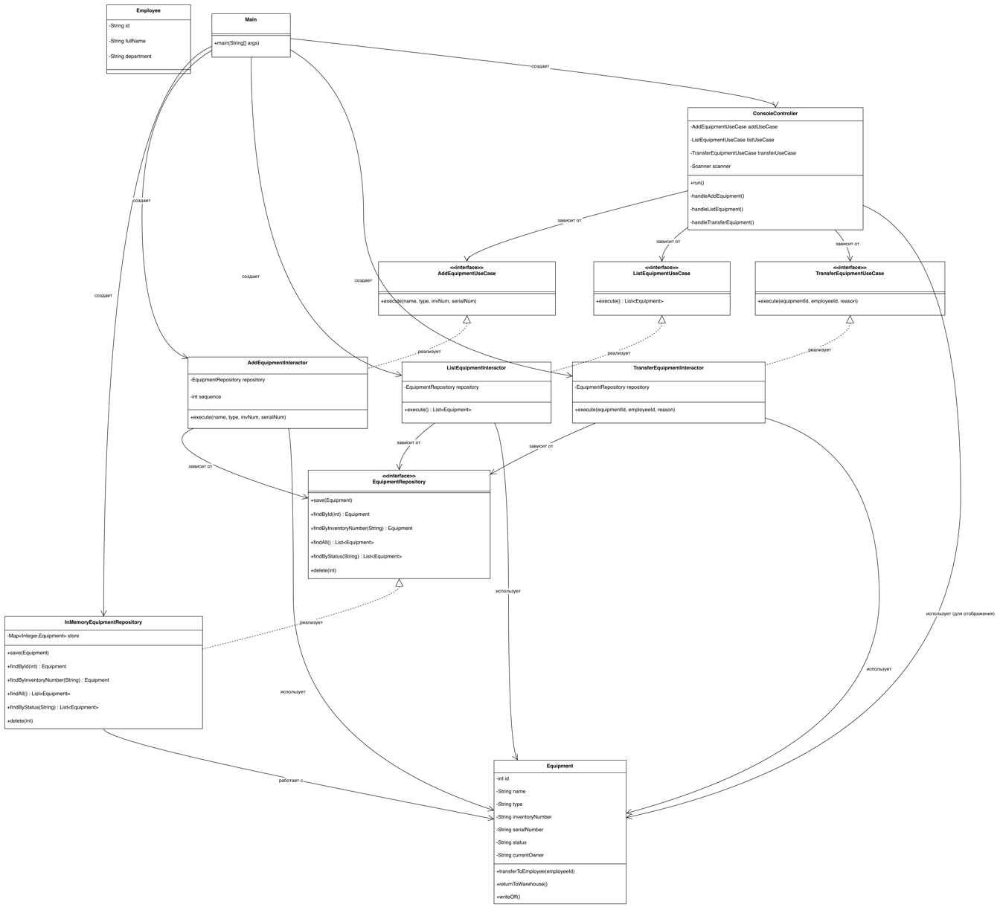 Employee
-String id
-String fullName
-String department
Main
+main(String[] args)
создает
ConsoleController
-AddEquipmentUseCase addUseCase
-ListEquipmentUseCase listUseCase
-TransferEquipmentUseCase transferUseCase
-Scanner scanner
+run()
-handleAddEquipment()
-handleListEquipment()
-handleTransferEquipment()
создает
зависит от
зависит от
зависит от
<<interface>>
AddEquipmentUseCase
+execute(name, type, invNum, serialNum)
<<interface>>
ListEquipmentUseCase
+execute() : List<Equipment>
<<interface>>
TransferEquipmentUseCase
+execute(equipmentId, employeeId, reason)
создает
создает
создает
реализует
реализует
реализует
AddEquipmentInteractor
-EquipmentRepository repository
-int sequence
+execute(name, type, invNum, serialNum)
ListEquipmentInteractor
-EquipmentRepository repository
+execute() : List<Equipment>
TransferEquipmentInteractor
-EquipmentRepository repository
+execute(equipmentId, employeeId, reason)
зависит от
зависит от
зависит от
<<interface>>
EquipmentRepository
+save(Equipment)
+findById(int) : Equipment
+findByInventoryNumber(String) : Equipment
+findAll() : List<Equipment>
+findByStatus(String) : List<Equipment>
+delete(int)
использует
использует (для отображения)
реализует
InMemoryEquipmentRepository
-Map<Integer,Equipment> store
+save(Equipment)
+findById(int) : Equipment
+findByInventoryNumber(String) : Equipment
+findAll() : List<Equipment>
+findByStatus(String) : List<Equipment>
+delete(int)
использует
использует
работает с
Equipment
-int id
-String name
-String type
-String inventoryNumber
-String serialNumber
-String status
-String currentOwner
+transferToEmployee(employeeId)
+returnToWarehouse()
+writeOff()